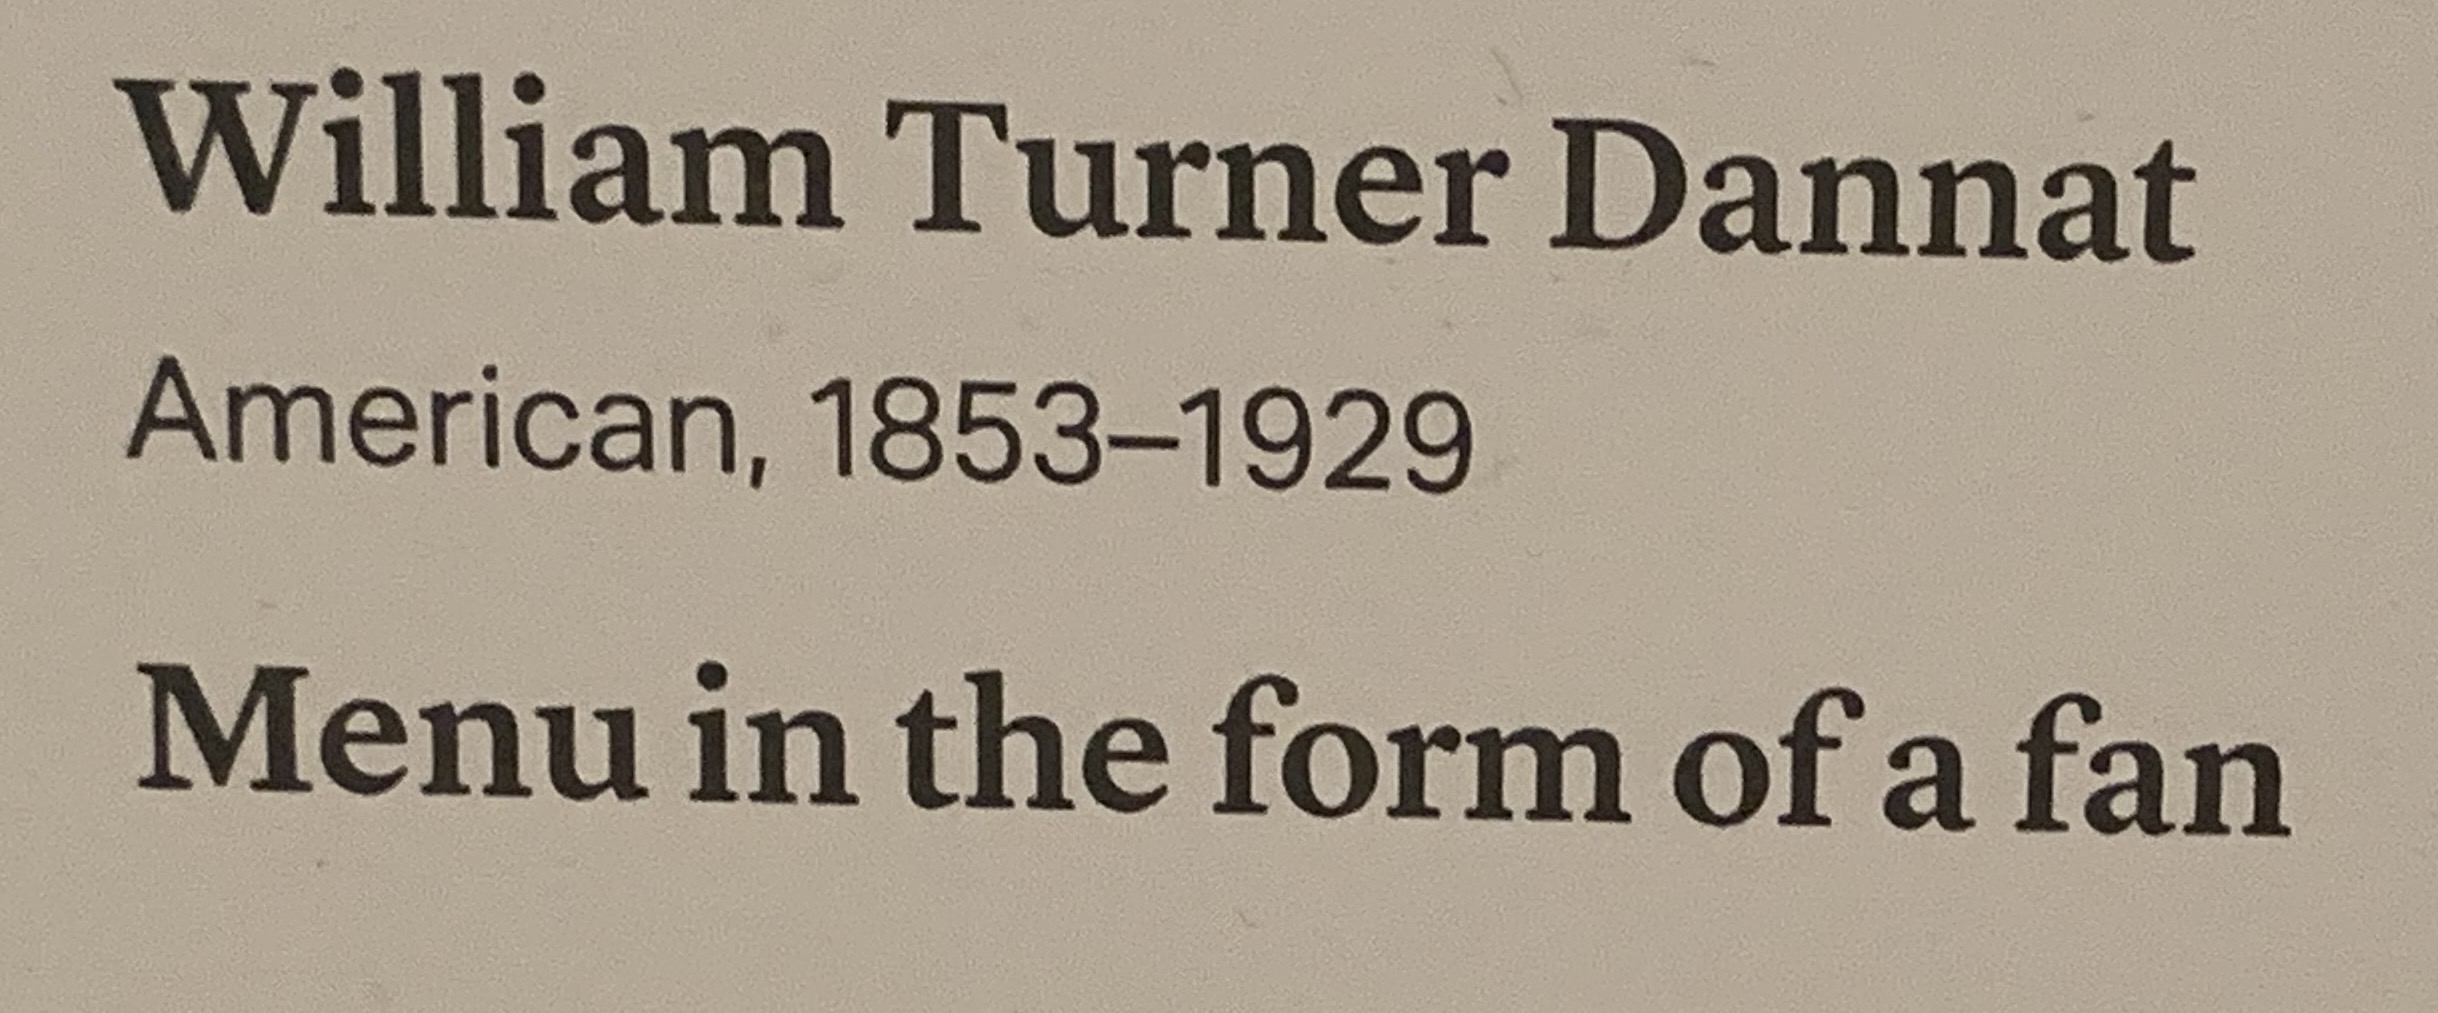 William Turner Dannat
American, 1853–1929
Menu in the form of a fan